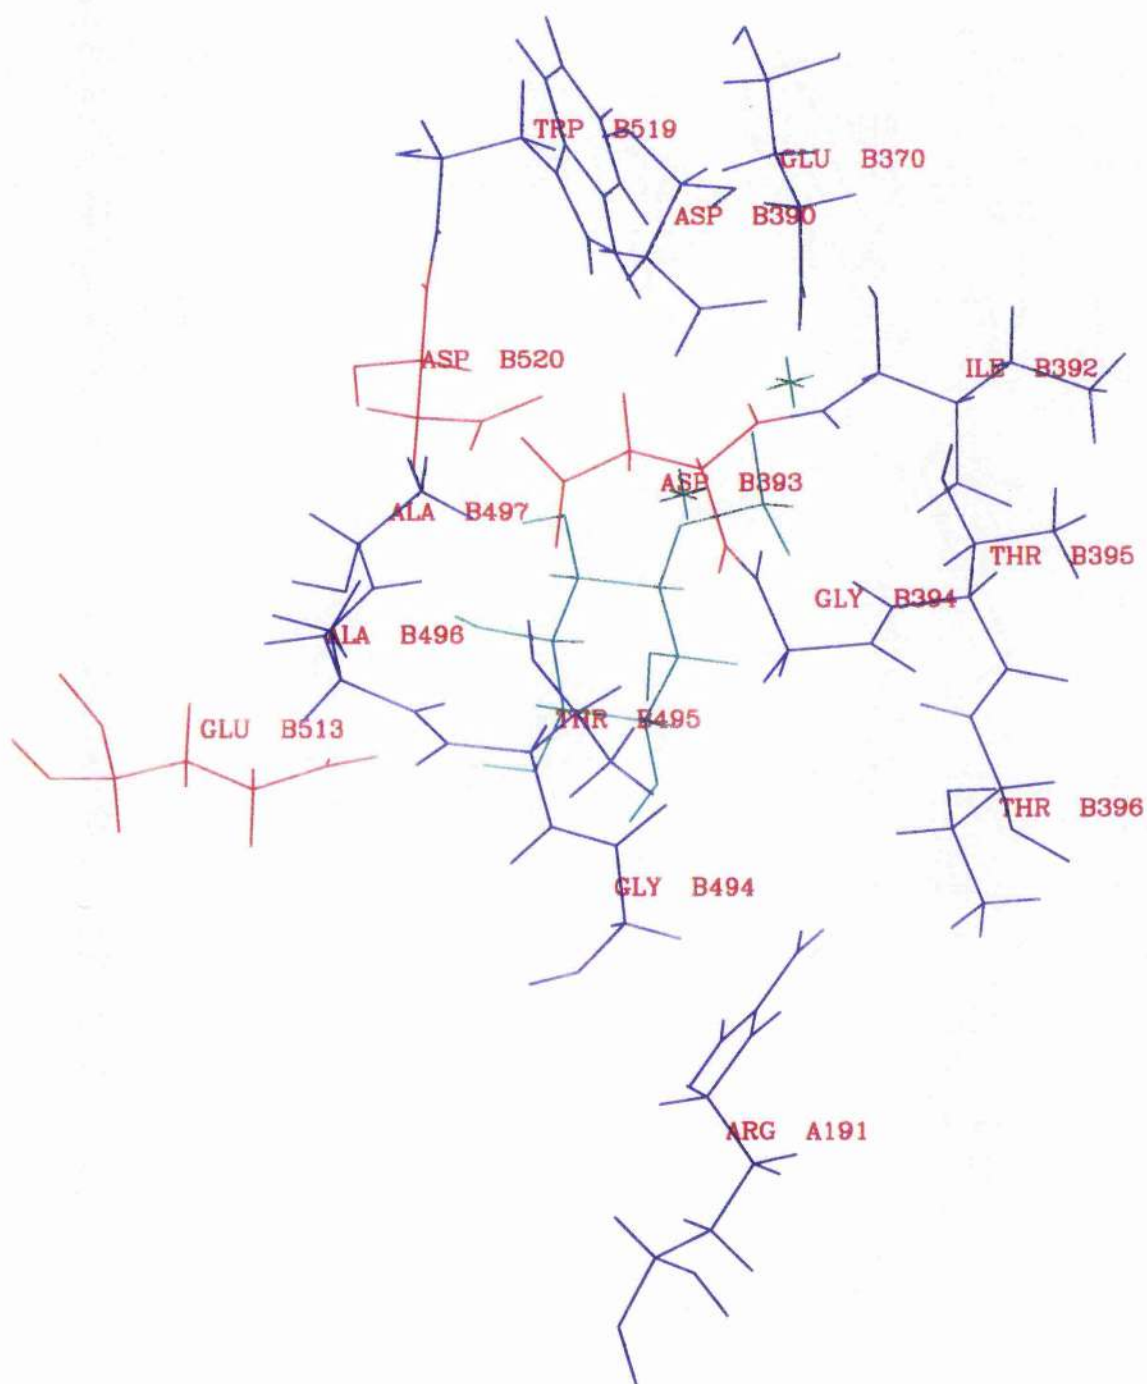 TRP B519
GLU B370
ASP B390
ASP B520
ILE B392
ASP B393
ALA B497
THR B395
GLY B394
ALA B496
GLU B513
THR B495
THR B396
GLY B494
ARG A191